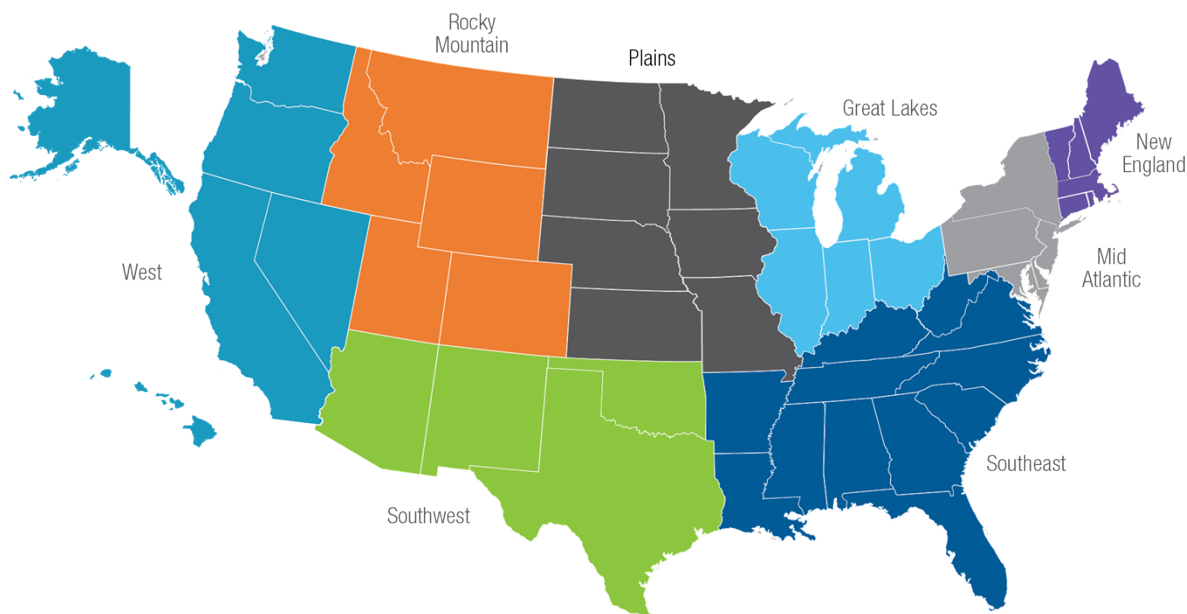 Rocky
Mountain
Plains
Great Lakes
New
England
West
Mid
Atlantic
Southeast
Southwest